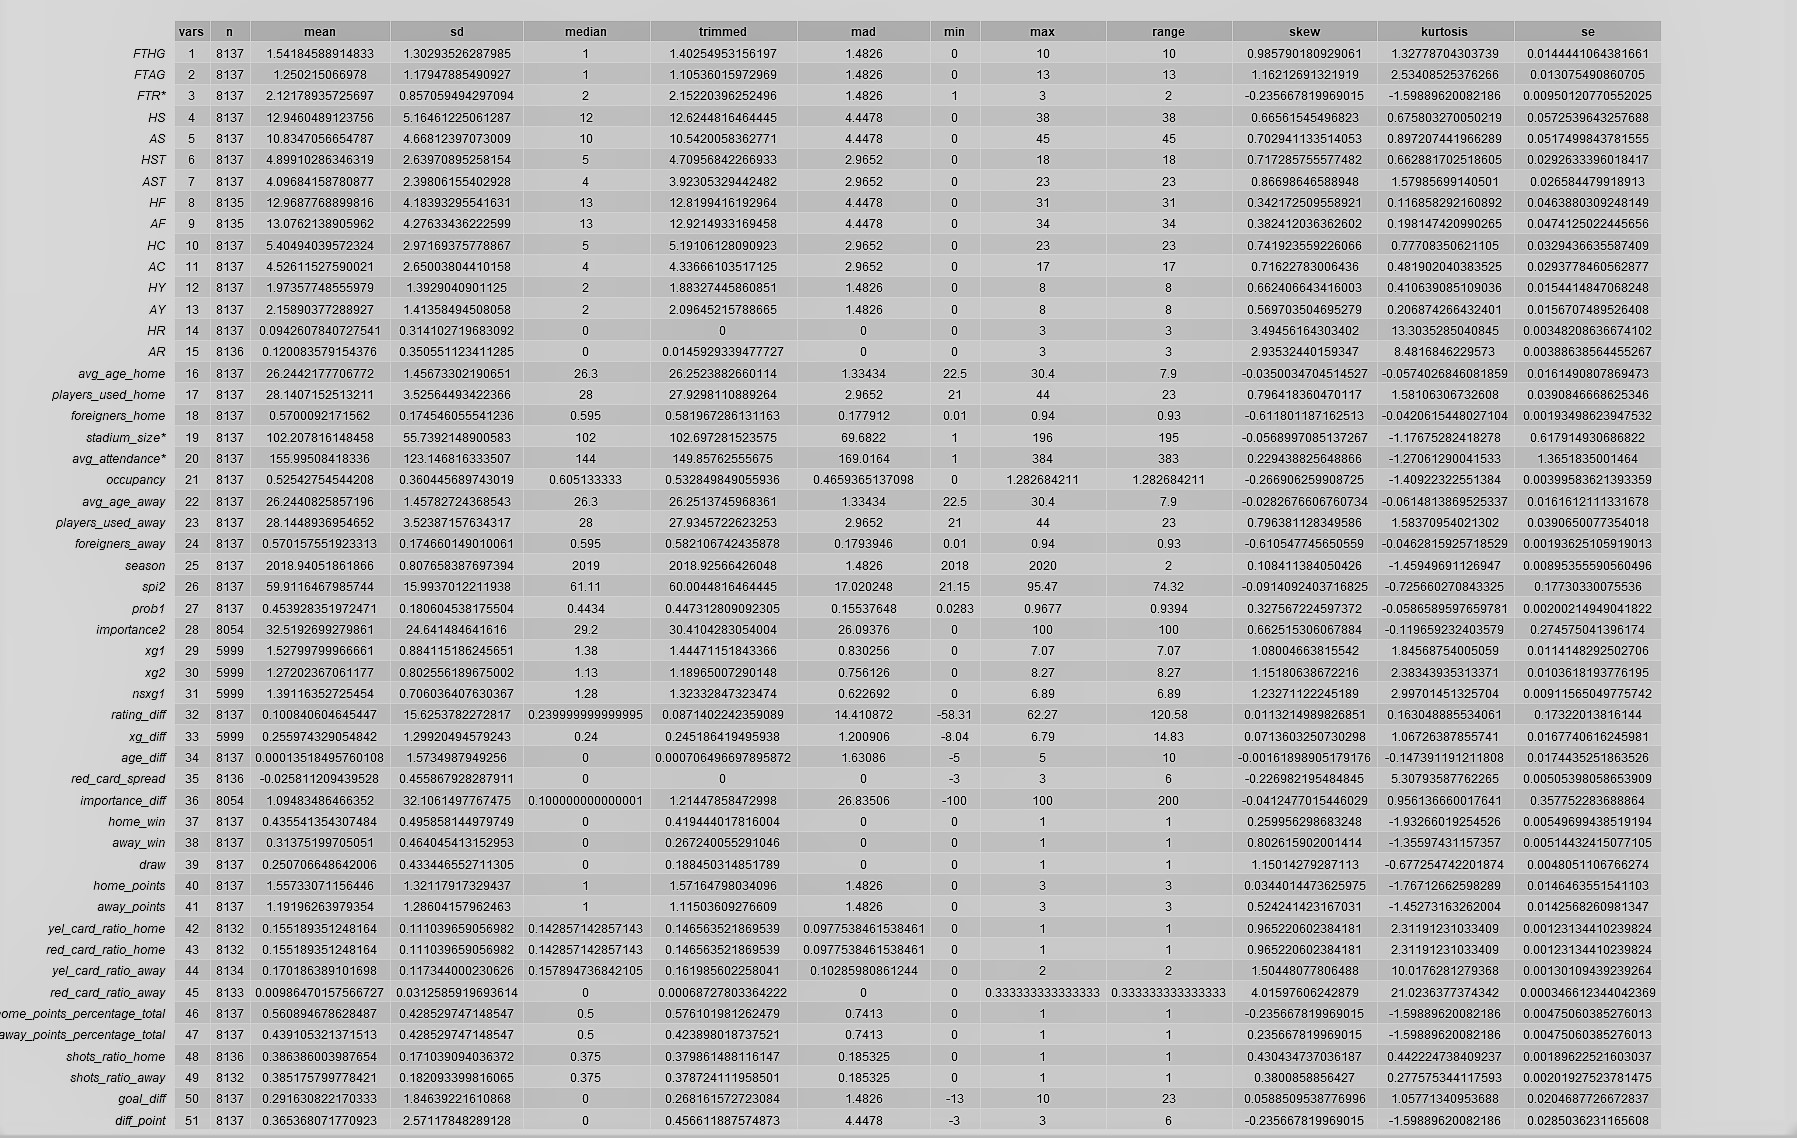 vars n mean sd median trimmed mad min max range skew kurtosis se
FTHG 1 8137 1.54184588914833 1.30293526287985 1 1.40254953156197 1.4826 0 10 10 0.985790180929061 1.32778704303739 0.0144441064381661
FTAG 2 8137 1.250215066978 1.17947885490927 1 1.10536015972969 1.4826 0 13 13 1.16212691321919 2.53408525376266 0.013075490860705
FTR* 3 8137 2.12178935725697 0.857059494297094 2 2.15220396252496 1.4826 1 3 2 -0.235667819969015 -1.59889620082186 0.00950120770552025
HS 4 8137 12.9460489123756 5.16461225061287 12 12.6244816464445 4.4478 0 38 38 0.66561545496823 0.675803270050219 0.0572539643257688
AS 5 8137 10.8347056654787 4.66812397073009 10 10.5420058362771 4.4478 0 45 45 0.702941133514053 0.897207441966289 0.0517499843781555
HST 6 8137 4.89910286346319 2.63970895258154 5 4.70956842266933 2.9652 0 18 18 0.717285755577482 0.662881702518605 0.0292633396018417
AST 7 8137 4.09684158780877 2.39806155402928 4 3.92305329442482 2.9652 0 23 23 0.86698646588948 1.57985699140501 0.026584479918913
HF 8 8135 12.9687768899816 4.18393295541631 13 12.8199416192964 4.4478 0 31 31 0.342172509558921 0.116858292160892 0.0463880309248149
AF 9 8135 13.0762138905962 4.27633436222599 13 12.9214933169458 4.4478 0 34 34 0.382412036362602 0.198147420990265 0.0474125022445656
HC 10 8137 5.40494039572324 2.97169375778867 5 5.19106128090923 2.9652 0 23 23 0.741923559226066 0.77708350621105 0.0329436635587409
AC 11 8137 4.52611527590021 2.65003804410158 4 4.33666103517125 2.9652 0 17 17 0.71622783006436 0.481902040383525 0.0293778460562877
HY 12 8137 1.97357748555979 1.3929040901125 2 1.88327445860851 1.4826 0 8 8 0.662406643416003 0.410639085109036 0.0154414847068248
AY 13 8137 2.15890377288927 1.41358494508058 2 2.09645215788665 1.4826 0 8 8 0.569703504695279 0.206874266432401 0.0156707489526408
HR 14 8137 0.0942607840727541 0.314102719683092 0 0 0 0 3 3 3.49456164303402 13.3035285040845 0.00348208636674102
AR 15 8136 0.120083579154376 0.350551123411285 0 0.0145929339477727 0 0 3 3 2.93532440159347 8.4816846229573 0.00388638564455267
avg_age_home 16 8137 26.2442177706772 1.45673302190651 26.3 26.2523882660114 1.33434 22.5 30.4 7.9 -0.0350034704514527 -0.0574026846081859 0.0161490807869473
players_used_home 17 8137 28.1407152513211 3.52564493422366 28 27.9298110889264 2.9652 21 44 23 0.796418360470117 1.58106306732608 0.0390846668625346
foreigners_home 18 8137 0.5700092171562 0.174546055541236 0.595 0.581967286131163 0.177912 0.01 0.94 0.93 -0.611801187162513 -0.0420615448027104 0.00193498623947532
stadium_size* 19 8137 102.207816148458 55.7392148900583 102 102.697281523575 69.6822 1 196 195 -0.0568997085137267 -1.17675282418278 0.617914930686822
avg_attendance* 20 8137 155.99508418336 123.146816333507 144 149.85762555675 169.0164 1 384 383 0.229438825648866 -1.27061290041533 1.3651835001464
occupancy 21 8137 0.52542754544208 0.360445689743019 0.605133333 0.532849849055936 0.4659365137098 0 1.282684211 1.282684211 -0.266906259908725 -1.40922322551384 0.00399583621393359
avg_age_away 22 8137 26.2440825857196 1.45782724368543 26.3 26.2513745968361 1.33434 22.5 30.4 7.9 -0.0282676606760734 -0.0614813869525337 0.0161612111331678
players_used_away 23 8137 28.1448936954652 3.52387157634317 28 27.9345722623253 2.9652 21 44 23 0.796381128349586 1.58370954021302 0.0390650077354018
foreigners_away 24 8137 0.570157551923313 0.174660149010061 0.595 0.582106742435878 0.1793946 0.01 0.94 0.93 -0.610547745650559 -0.0462815925718529 0.00193625105919013
season 25 8137 2018.94051861866 0.807658387697394 2019 2018.92566426048 1.4826 2018 2020 2 0.108411384050426 -1.45949691126947 0.00895355590560496
spi2 26 8137 59.9116467985744 15.9937012211938 61.11 60.0044816464445 17.020248 21.15 95.47 74.32 -0.0914092403716825 -0.725660270843325 0.17730330075536
prob1 27 8137 0.453928351972471 0.180604538175504 0.4434 0.447312809092305 0.15537648 0.0283 0.9677 0.9394 0.327567224597372 -0.0586589597659781 0.00200214949041822
importance2 28 8054 32.5192699279861 24.641484641616 29.2 30.4104283054004 26.09376 0 100 100 0.662515306067884 -0.119659232403579 0.274575041396174
xg1 29 5999 1.52799799966661 0.884115186245651 1.38 1.44471151843366 0.830256 0 7.07 7.07 1.08004663815542 1.84568754005059 0.0114148292502706
xg2 30 5999 1.27202367061177 0.802556189675002 1.13 1.18965007290148 0.756126 0 8.27 8.27 1.15180638672216 2.38343935313371 0.0103618193776195
nsxg1 31 5999 1.39116352725454 0.706036407630367 1.28 1.32332847323474 0.622692 0 6.89 6.89 1.23271122245189 2.99701451325704 0.00911565049775742
rating_diff 32 8137 0.100840604645447 15.6253782272817 0.239999999999995 0.0871402242359089 14.410872 -58.31 62.27 120.58 0.0113214989826851 0.163048885534061 0.17322013816144
xg_diff 33 5999 0.255974329054842 1.29920494579243 0.24 0.245186419495938 1.200906 -8.04 6.79 14.83 0.0713603250730298 1.06726387855741 0.0167740616245981
age_diff 34 8137 0.000135184957​60108 1.5734987949256 0 0.000706496697895872 1.63086 -5 5 10 -0.00161898905179176 -0.147391191211808 0.0174435251863526
red_card_spread 35 8136 -0.025811209439528 0.455867928287911 0 0 0 -3 3 6 -0.226982195484845 5.30793587762265 0.00505398058653909
importance_diff 36 8054 1.09483486466352 32.1061497767475 0.100000000000001 1.21447858472998 26.83506 -100 100 200 -0.0412477015446029 0.956136660017641 0.357752283688864
home_win 37 8137 0.435541354307484 0.495858144979749 0 0.419444017816004 0 0 1 1 0.259956298683248 -1.93266019254526 0.00549699438519194
away_win 38 8137 0.31375199705051 0.464045413152953 0 0.267240055291046 0 0 1 1 0.802615902001414 -1.35597431157357 0.00514432415077105
draw 39 8137 0.250706648642006 0.433446552711305 0 0.188450314851789 0 0 1 1 1.15014279287113 -0.677254742201874 0.0048051106766274
home_points 40 8137 1.55733071156446 1.32117917329437 1 1.57164798034096 1.4826 0 3 3 0.0344014473625975 -1.76712662598289 0.0146463551541103
away_points 41 8137 1.19196263979354 1.28604157962463 1 1.11503609276609 1.4826 0 3 3 0.524241423167031 -1.45273163262004 0.0142568260981347
yel_card_ratio_home 42 8132 0.155189351248164 0.111039659056982 0.142857142857143 0.146563521869539 0.0977538461538461 0 1 1 0.965220602384181 2.31191231033409 0.00123134410239824
red_card_ratio_home 43 8132 0.155189351248164 0.111039659056982 0.142857142857143 0.146563521869539 0.0977538461538461 0 1 1 0.965220602384181 2.31191231033409 0.00123134410239824
yel_card_ratio_away 44 8134 0.170186389101698 0.117344000230626 0.157894736842105 0.161985602258041 0.10285980861244 0 2 2 1.50448077806488 10.0176281279368 0.00130109439239264
red_card_ratio_away 45 8133 0.00986470157566727 0.0312585919693614 0 0.00068727803364222 0 0 0.333333333333333 0.333333333333333 4.01597606242879 21.0236377374342 0.000346612344042369
ome_points_percentage_total 46 8137 0.560894678628487 0.428529747148547 0.5 0.576101981262479 0.7413 0 1 1 -0.235667819969015 -1.59889620082186 0.00475060385276013
away_points_percentage_total 47 8137 0.439105321371513 0.428529747148547 0.5 0.423898018737521 0.7413 0 1 1 0.235667819969015 -1.59889620082186 0.00475060385276013
shots_ratio_home 48 8136 0.386386003987654 0.171039094036372 0.375 0.379861488116147 0.185325 0 1 1 0.430434737036187 0.442224738409237 0.00189622521603037
shots_ratio_away 49 8132 0.385175799778421 0.182093399816065 0.375 0.378724111958501 0.185325 0 1 1 0.3800858856427 0.277575344117593 0.00201927523781475
goal_diff 50 8137 0.291630822170333 1.84639221610868 0 0.268161572723084 1.4826 -13 10 23 0.0588509538776996 1.05771340953688 0.0204687726672837
diff_point 51 8137 0.365368071770923 2.57117848289128 0 0.456611887574873 4.4478 -3 3 6 -0.235667819969015 -1.59889620082186 0.0285036231165608